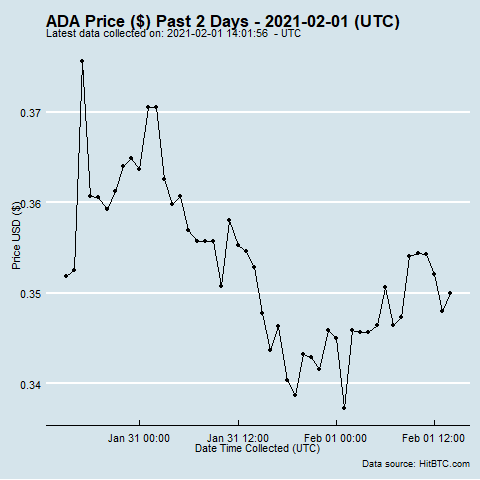 ADA Price ($) Past 2 Days - 2021-02-01 (UTC)
Latest data collected on: 2021-02-01 14:01:56 - UTC
0.37
0.36
0.35
0.34
Price USD ($)
Jan 31 00:00 Jan 31 12:00 Feb 01 00:00 Feb 01 12:00
Date Time Collected (UTC)
Data source: HitBTC.com